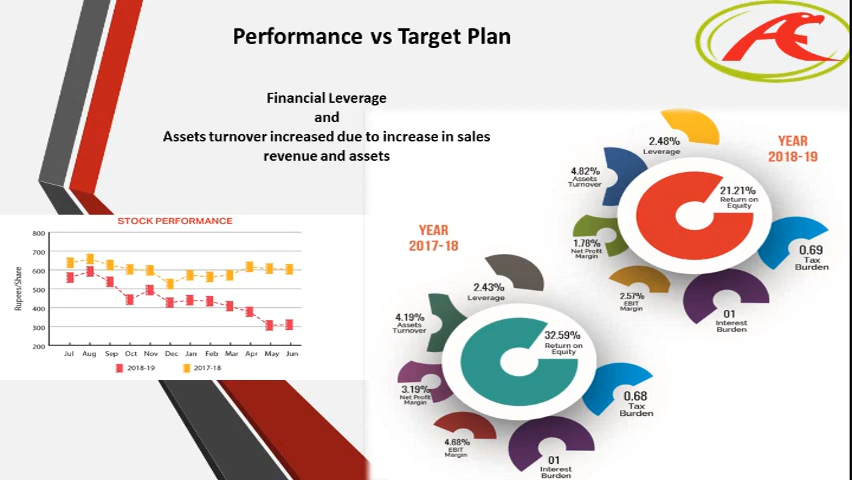 Performance vs Target Plan
Financial Leverage
and
Assets turnover increased due to increase in sales
revenue and assets
STOCK PERFORMANCE
Rupees/Share
800
700
600
500
400
300
200
Jul Aug Sep Oct Nov Dec Jan Feb Mar Apr May Jun
2018-19 2017-18
YEAR
2017-18
2.43%
Leverage
4.19%
Assets
Turnover
32.59%
Return on
Equity
3.19%
Net Profit
Margin
0.68
Tax
Burden
4.68%
EBIT
Margin
01
Interest
Burden
YEAR
2018-19
2.48%
Leverage
4.82%
Assets
Turnover
21.21%
Return on
Equity
1.78%
Net Profit
Margin
0.69
Tax
Burden
2.57%
EBIT
Margin
01
Interest
Burden